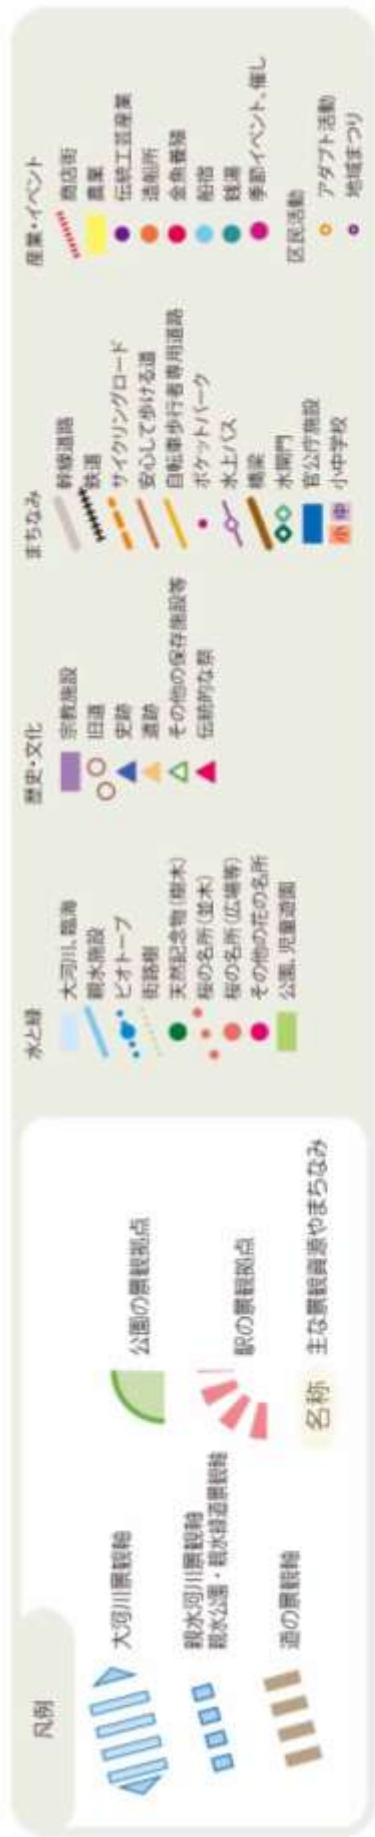 凡例
大河川景観軸
親水河川景観軸
親水公園・親水緑道景観軸
道の景観軸
公園の景観拠点
駅の景観拠点
名称 主な景観資源やまちなみ
水と緑
大河川、臨海
親水施設
ビオトープ
街路樹
天然記念物（樹木）
桜の名所（並木）
桜の名所（広場等）
その他の花の名所
公園、児童遊園
歴史・文化
宗教施設
旧道
史跡
遺跡
その他の保存施設等
伝統的な祭
まちなみ
幹線道路
鉄道
サイクリングロード
安心して歩ける道
自転車歩行者専用道路
ポケットパーク
水上バス
橋梁
水閘門
官公庁施設
小 中 小中学校
産業・イベント
商店街
農業
伝統工芸産業
造船所
金魚養殖
船宿
銭湯
季節イベント、催し
区民活動
アダプト活動
地域まつり